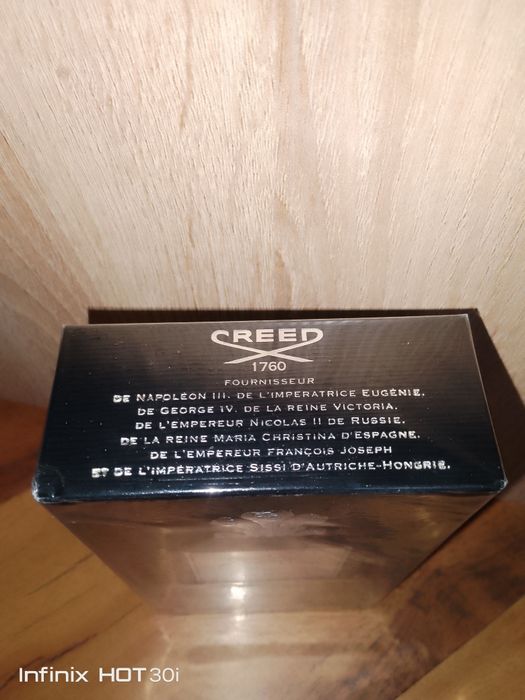 CREED
1760
FOURNISSEUR
DE NAPOLÉON III. DE L'IMPERATRICE EUGÉNIE.
DE GEORGE IV. DE LA REINE VICTORIA.
DE L'EMPEREUR NICOLAS II DE RUSSIE.
DE LA REINE MARIA CHRISTINA D'ESPAGNE.
DE L'EMPEREUR FRANÇOIS JOSEPH
ET DE L'IMPÉRATRICE SISSI D'AUTRICHE-HONGRIE.
Infinix HOT 30i